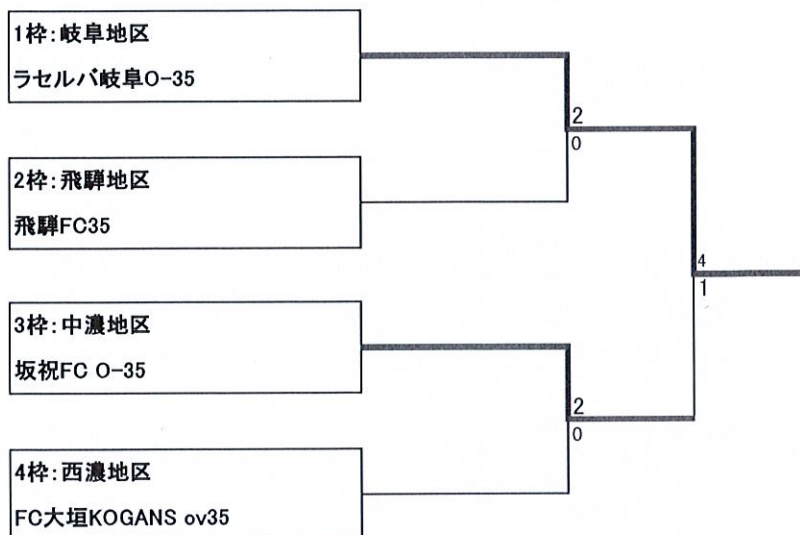 1枠:岐阜地区
ラセルバ岐阜O-35
2
0
2枠:飛騨地区
飛騨FC35
4
1
3枠:中濃地区
坂祝FC O-35
2
0
4枠:西濃地区
FC大垣KOGANS ov35